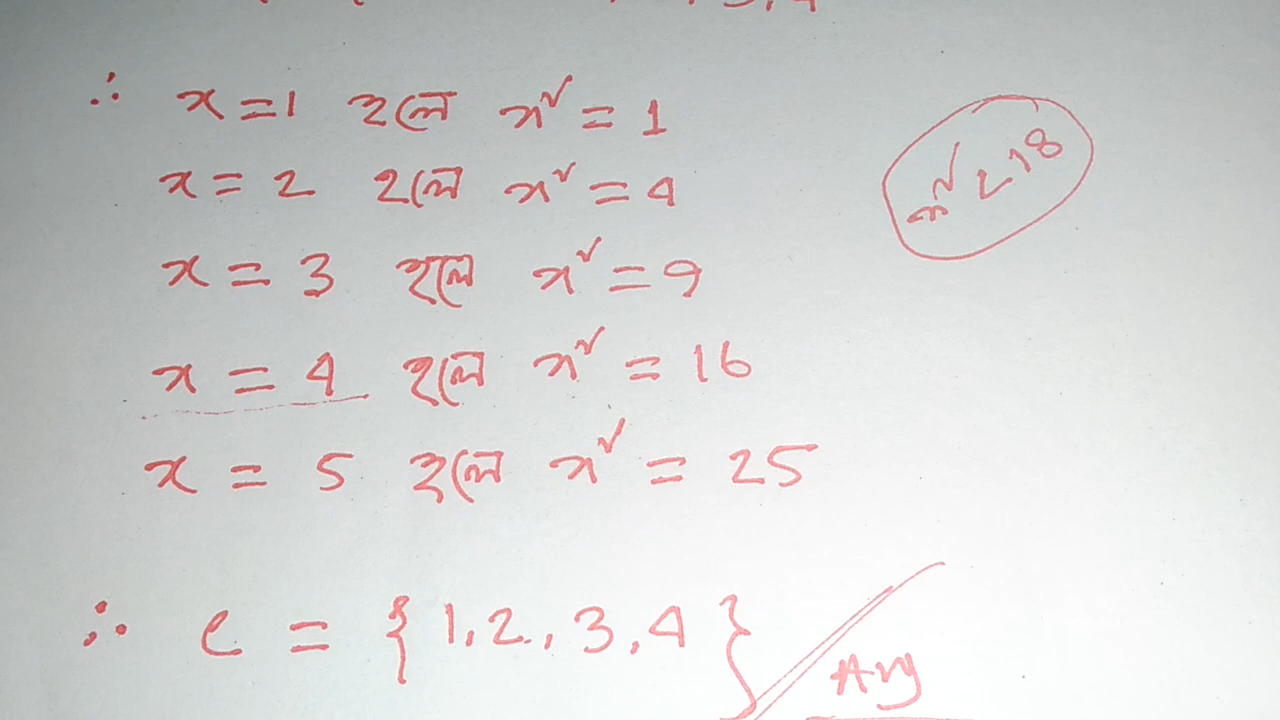 ∴ x = 1 হলে x² = 1
x = 2 হলে x² = 4
x = 3 হলে x² = 9
x = 4 হলে x² = 16
x = 5 হলে x² = 25
x² ∠ 18
∴ C = {1, 2, 3, 4}
Ans